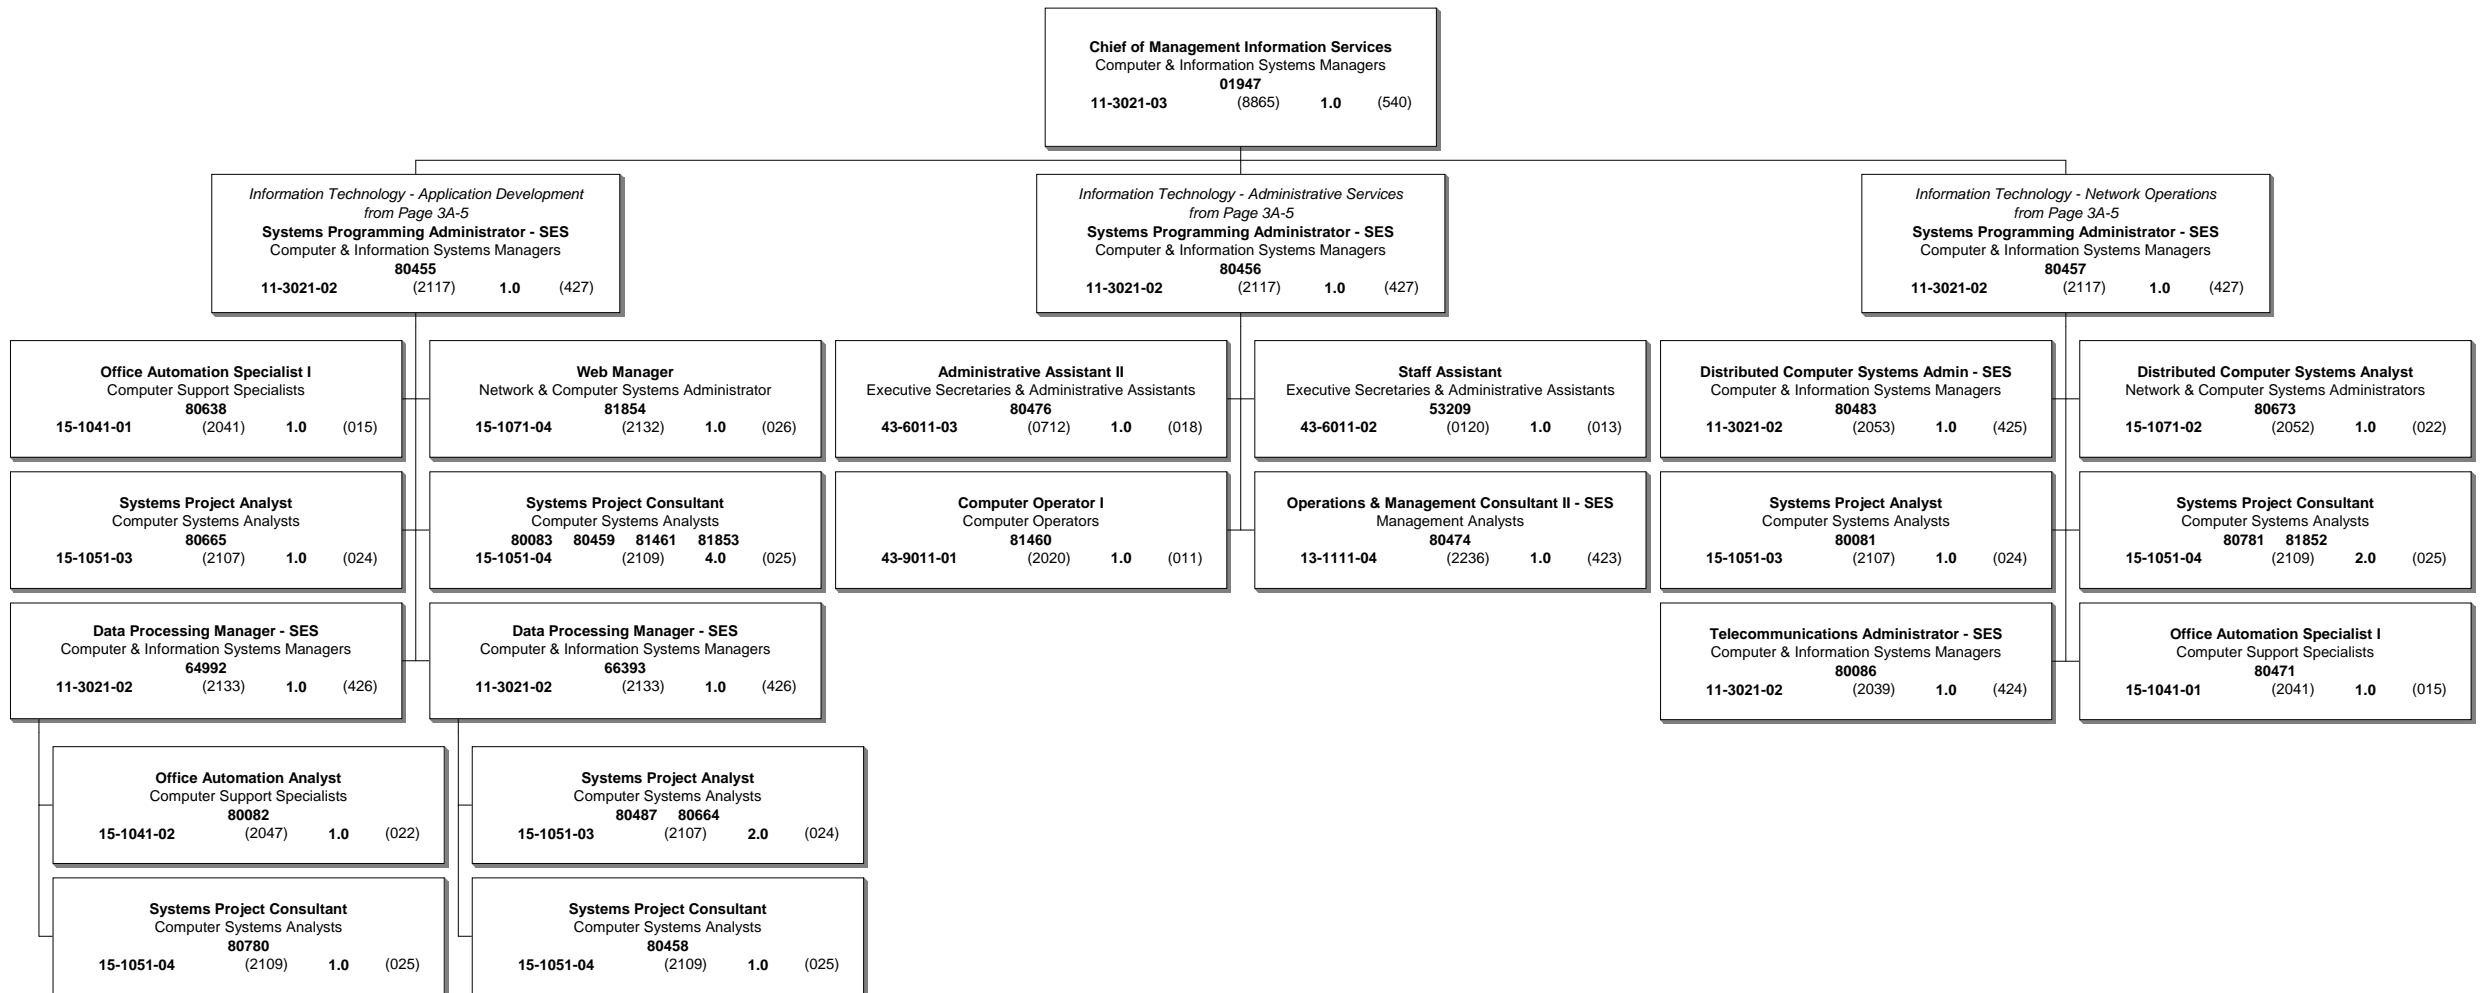 Chief of Management Information Services
Computer & Information Systems Managers
01947
11-3021-03 (8865) 1.0 (540)
Information Technology - Application Development
from Page 3A-5
Systems Programming Administrator - SES
Computer & Information Systems Managers
80455
11-3021-02 (2117) 1.0 (427)
Information Technology - Administrative Services
from Page 3A-5
Systems Programming Administrator - SES
Computer & Information Systems Managers
80456
11-3021-02 (2117) 1.0 (427)
Information Technology - Network Operations
from Page 3A-5
Systems Programming Administrator - SES
Computer & Information Systems Managers
80457
11-3021-02 (2117) 1.0 (427)
Office Automation Specialist I
Computer Support Specialists
80638
15-1041-01 (2041) 1.0 (015)
Web Manager
Network & Computer Systems Administrator
81854
15-1071-04 (2132) 1.0 (026)
Administrative Assistant II
Executive Secretaries & Administrative Assistants
80476
43-6011-03 (0712) 1.0 (018)
Staff Assistant
Executive Secretaries & Administrative Assistants
53209
43-6011-02 (0120) 1.0 (013)
Distributed Computer Systems Admin - SES
Computer & Information Systems Managers
80483
11-3021-02 (2053) 1.0 (425)
Distributed Computer Systems Analyst
Network & Computer Systems Administrators
80673
15-1071-02 (2052) 1.0 (022)
Systems Project Analyst
Computer Systems Analysts
80665
15-1051-03 (2107) 1.0 (024)
Systems Project Consultant
Computer Systems Analysts
80083 80459 81461 81853
15-1051-04 (2109) 4.0 (025)
Computer Operator I
Computer Operators
81460
43-9011-01 (2020) 1.0 (011)
Operations & Management Consultant II - SES
Management Analysts
80474
13-1111-04 (2236) 1.0 (423)
Systems Project Analyst
Computer Systems Analysts
80081
15-1051-03 (2107) 1.0 (024)
Systems Project Consultant
Computer Systems Analysts
80781 81852
15-1051-04 (2109) 2.0 (025)
Data Processing Manager - SES
Computer & Information Systems Managers
64992
11-3021-02 (2133) 1.0 (426)
Data Processing Manager - SES
Computer & Information Systems Managers
66393
11-3021-02 (2133) 1.0 (426)
Telecommunications Administrator - SES
Computer & Information Systems Managers
80086
11-3021-02 (2039) 1.0 (424)
Office Automation Specialist I
Computer Support Specialists
80471
15-1041-01 (2041) 1.0 (015)
Office Automation Analyst
Computer Support Specialists
80082
15-1041-02 (2047) 1.0 (022)
Systems Project Analyst
Computer Systems Analysts
80487 80664
15-1051-03 (2107) 2.0 (024)
Systems Project Consultant
Computer Systems Analysts
80780
15-1051-04 (2109) 1.0 (025)
Systems Project Consultant
Computer Systems Analysts
80458
15-1051-04 (2109) 1.0 (025)